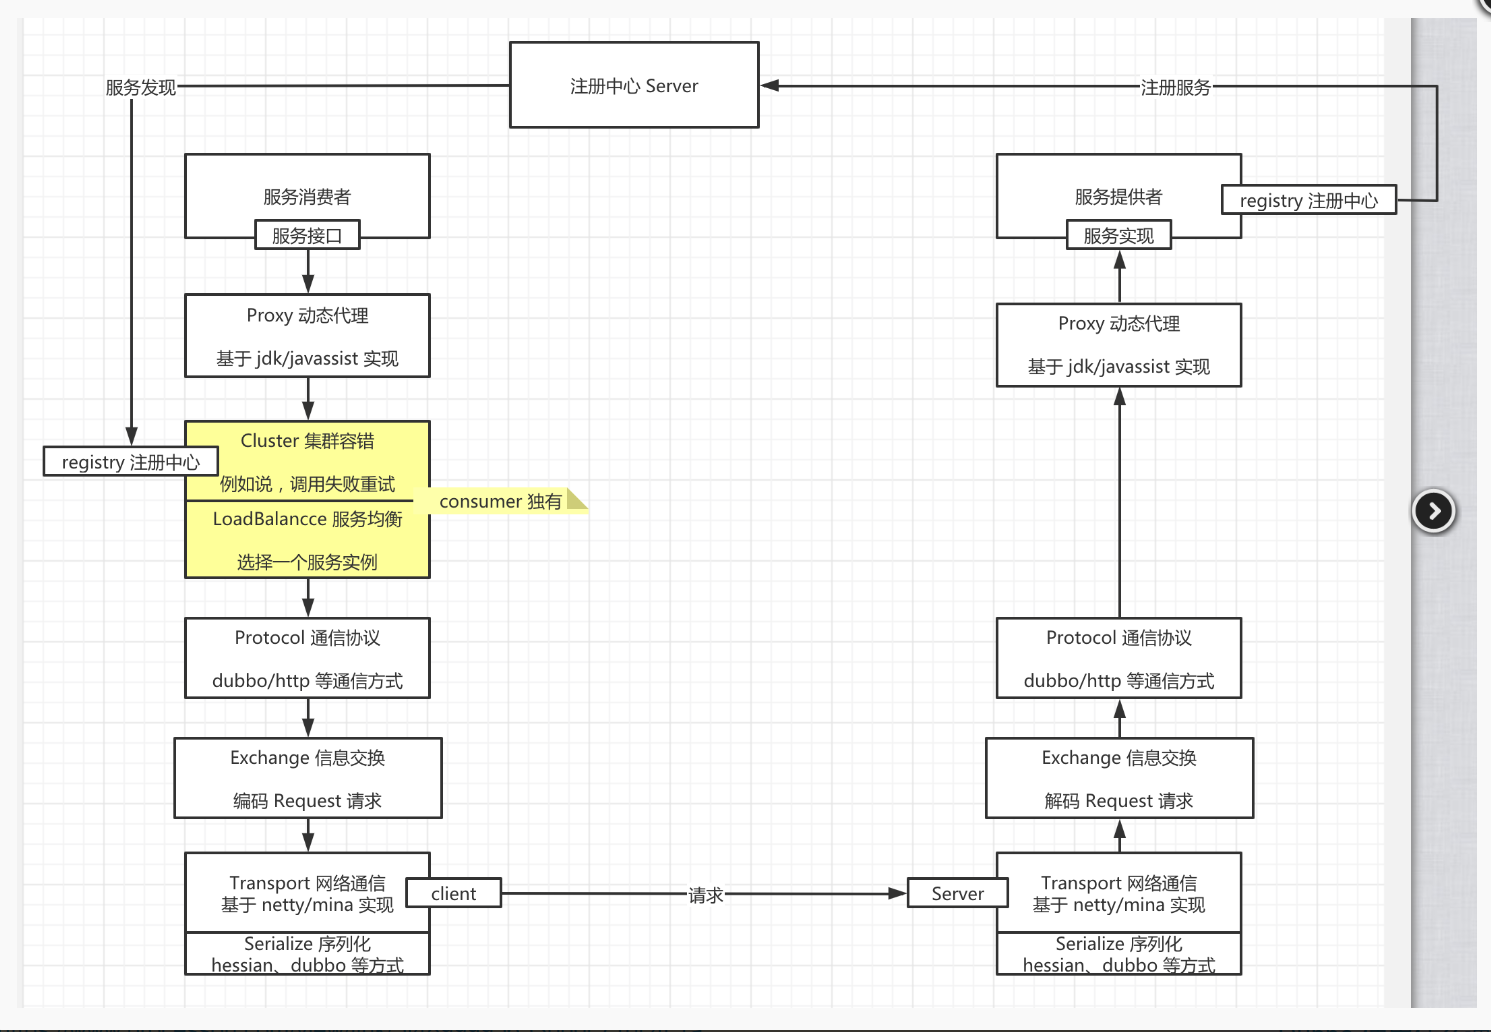 注册中心 Server
服务发现
注册服务
服务消费者
服务接口
Proxy 动态代理
基于 jdk/javassist 实现
registry 注册中心
Cluster 集群容错
例如说，调用失败重试
consumer 独有
LoadBalancce 服务均衡
选择一个服务实例
Protocol 通信协议
dubbo/http 等通信方式
Exchange 信息交换
编码 Request 请求
Transport 网络通信
基于 netty/mina 实现
client
Serialize 序列化
hessian、dubbo 等方式
请求
服务提供者
registry 注册中心
服务实现
Proxy 动态代理
基于 jdk/javassist 实现
Protocol 通信协议
dubbo/http 等通信方式
Exchange 信息交换
解码 Request 请求
Server
Transport 网络通信
基于 netty/mina 实现
Serialize 序列化
hessian、dubbo 等方式